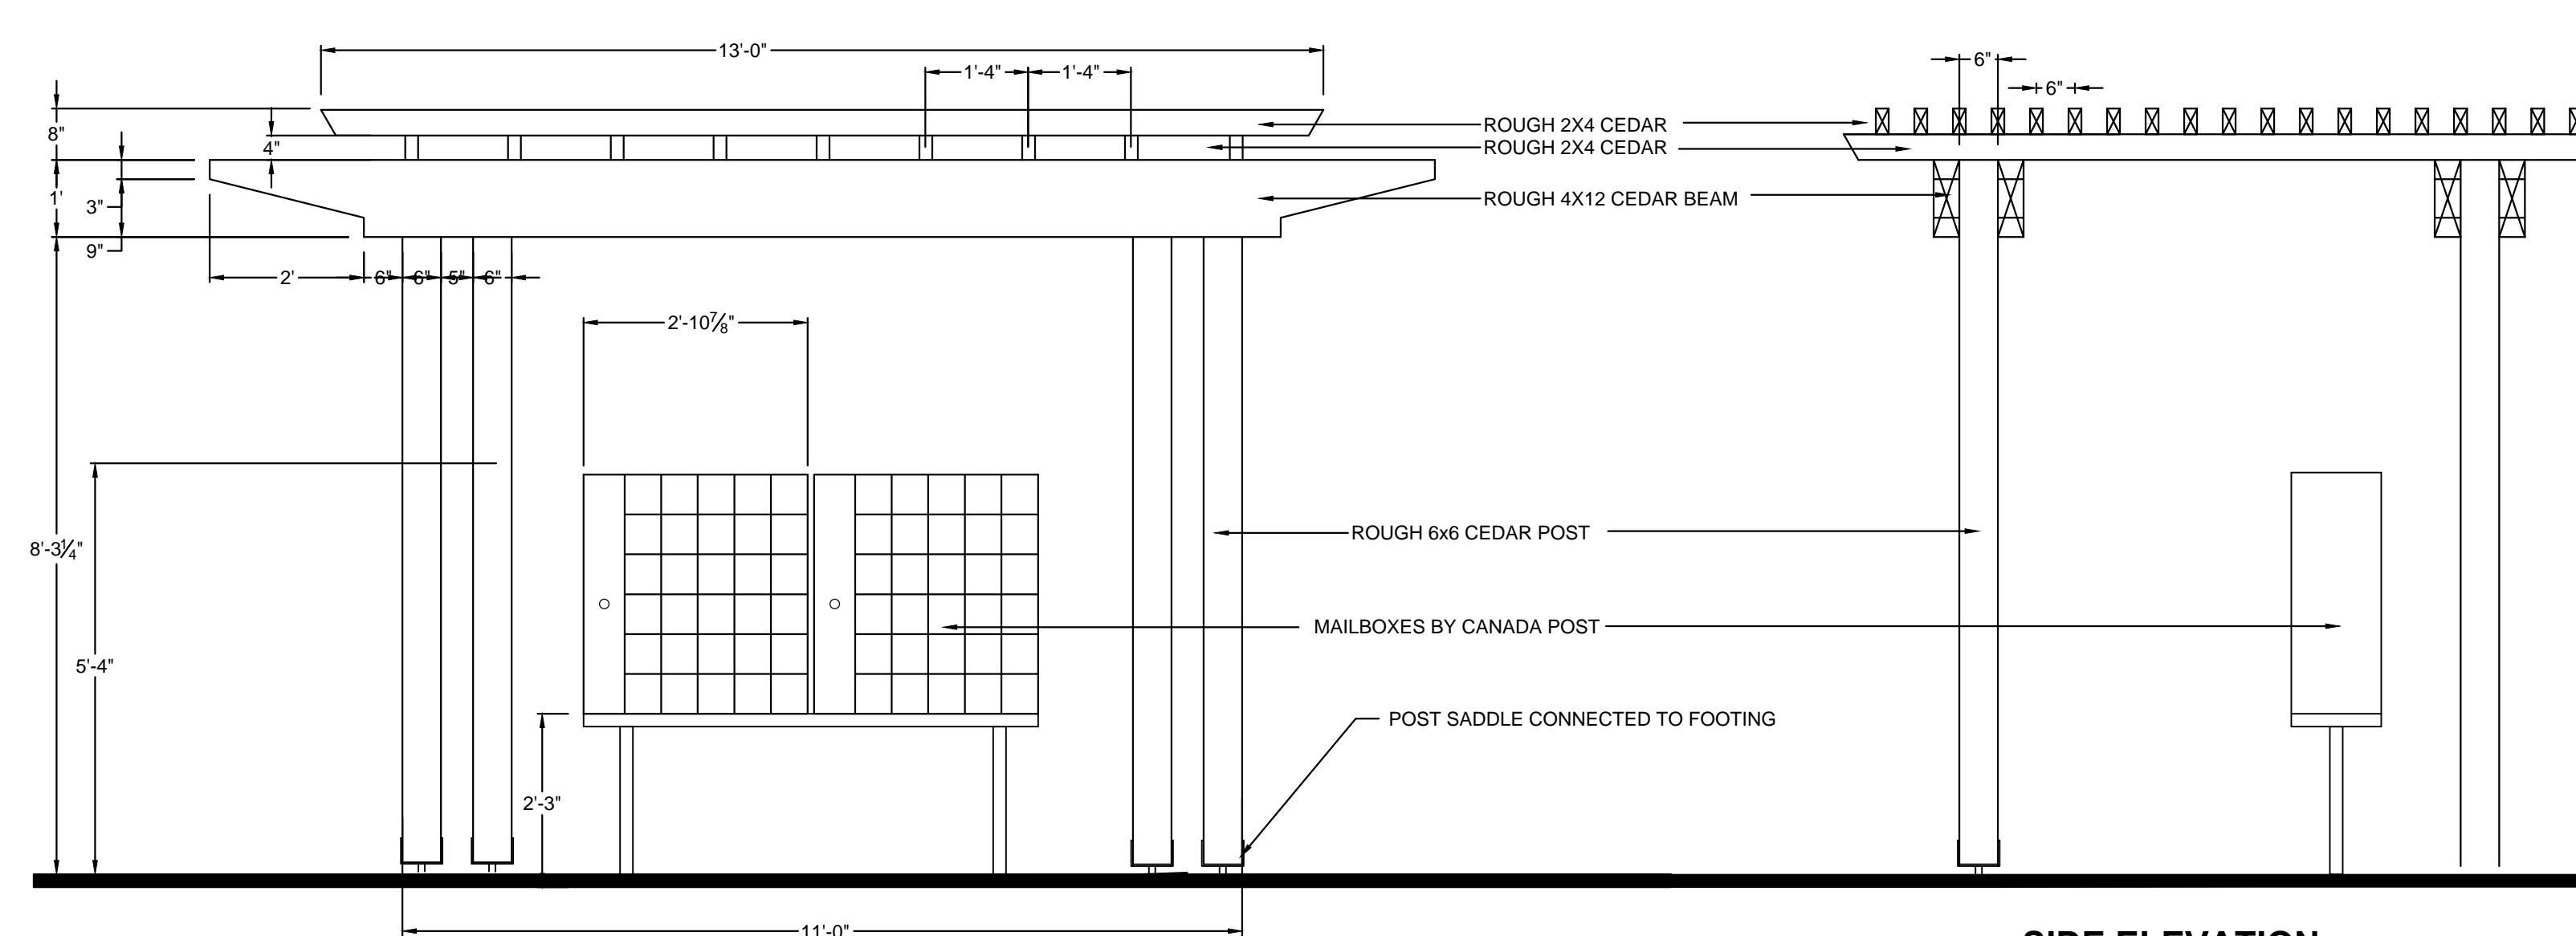 13'-0"
1'-4"
1'-4"
6"
6"
8"
4"
ROUGH 2X4 CEDAR
ROUGH 2X4 CEDAR
1'
3"
ROUGH 4X12 CEDAR BEAM
9"
2'
6"
6"
5"
6"
2'-10⅞"
8'-3¼"
ROUGH 6x6 CEDAR POST
MAILBOXES BY CANADA POST
5'-4"
POST SADDLE CONNECTED TO FOOTING
2'-3"
11'-0"
SIDE ELEVATION